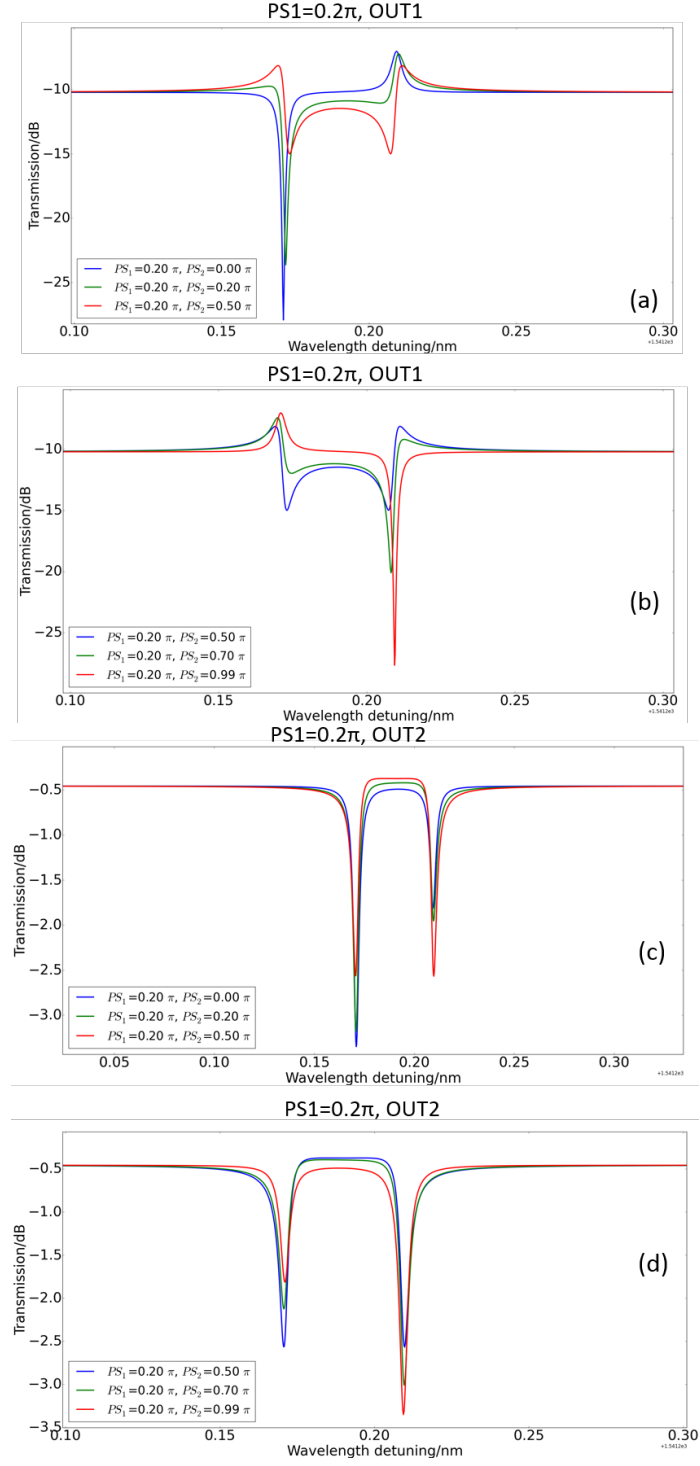 PS1=0.2π, OUT1
Transmission/dB
−10
−15
−20
−25
PS₁=0.20 π, PS₂=0.00 π
PS₁=0.20 π, PS₂=0.20 π
PS₁=0.20 π, PS₂=0.50 π
(a)
0.10 0.15 0.20 0.25 0.30
Wavelength detuning/nm
+1.5412e3
PS1=0.2π, OUT1
Transmission/dB
−10
−15
−20
−25
PS₁=0.20 π, PS₂=0.50 π
PS₁=0.20 π, PS₂=0.70 π
PS₁=0.20 π, PS₂=0.99 π
(b)
0.10 0.15 0.20 0.25 0.30
Wavelength detuning/nm
+1.5412e3
PS1=0.2π, OUT2
Transmission/dB
−0.5
−1.0
−1.5
−2.0
−2.5
−3.0
(c)
PS₁=0.20 π, PS₂=0.00 π
PS₁=0.20 π, PS₂=0.20 π
PS₁=0.20 π, PS₂=0.50 π
0.05 0.10 0.15 0.20 0.25 0.30
Wavelength detuning/nm
+1.5412e3
PS1=0.2π, OUT2
Transmission/dB
−0.5
−1.0
−1.5
−2.0
−2.5
−3.0
−3.5
(d)
PS₁=0.20 π, PS₂=0.50 π
PS₁=0.20 π, PS₂=0.70 π
PS₁=0.20 π, PS₂=0.99 π
0.10 0.15 0.20 0.25 0.30
Wavelength detuning/nm
+1.5412e3